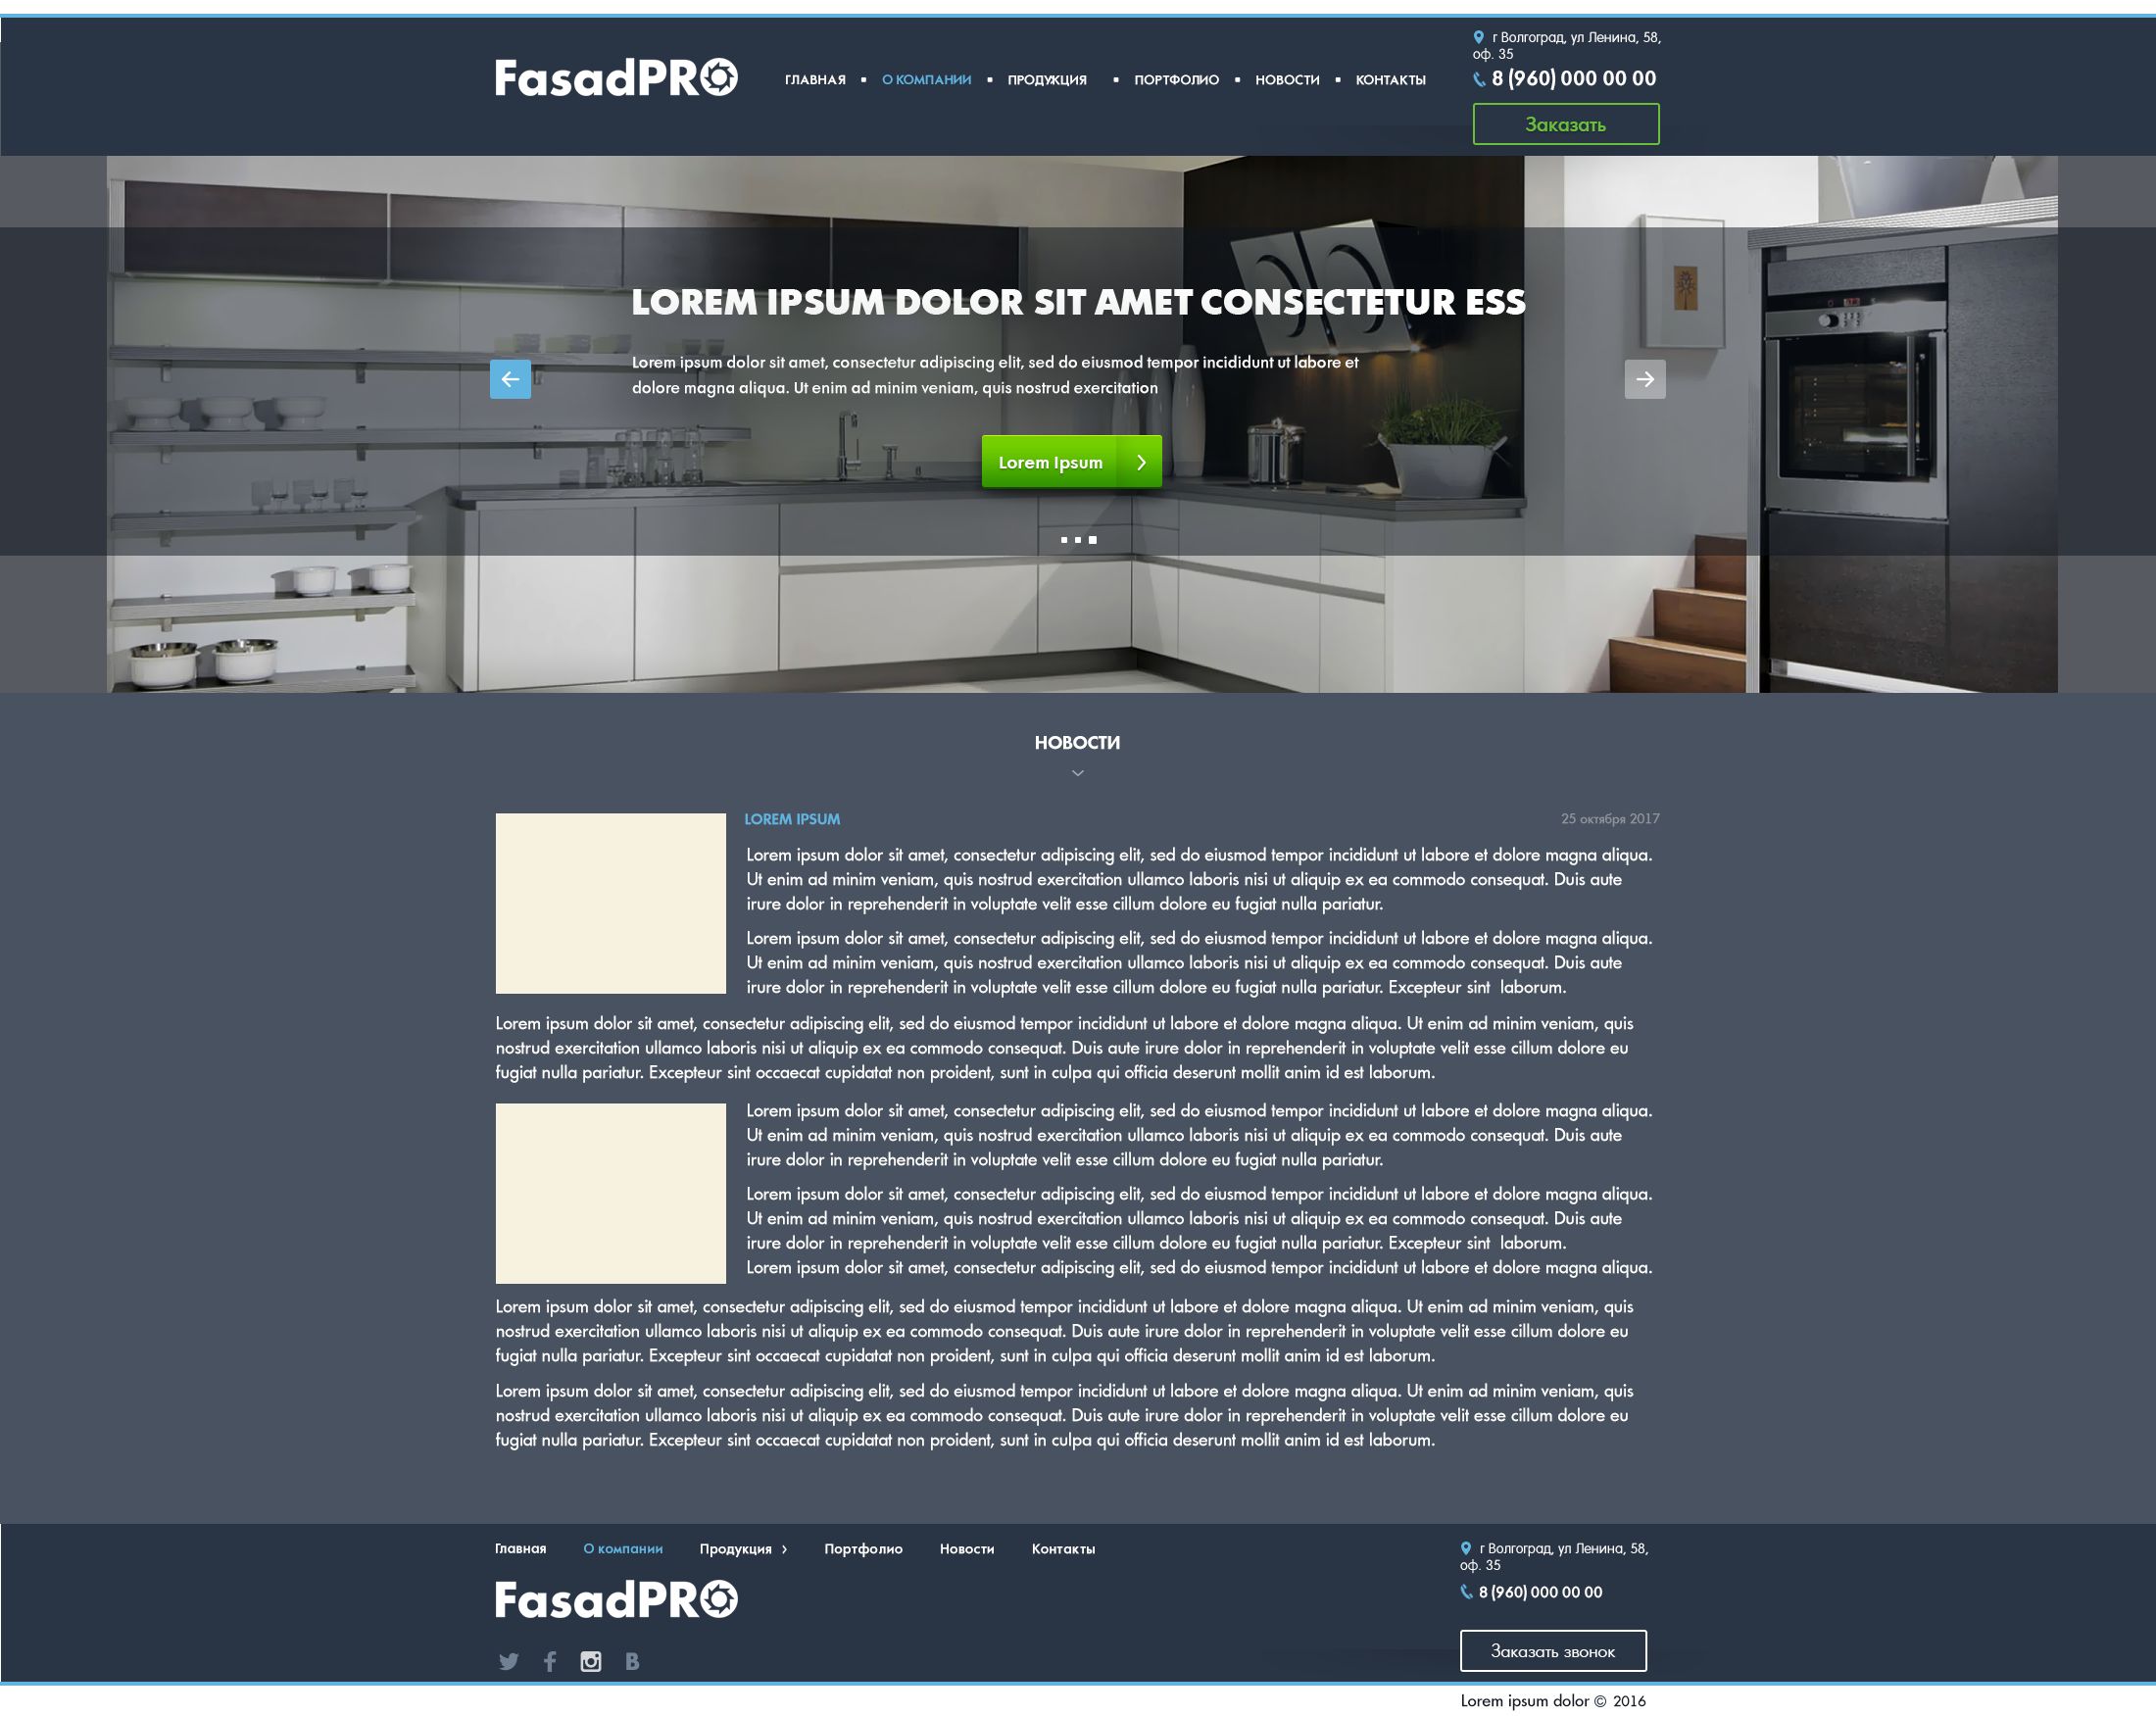 г Волгоград, ул Ленина, 58,
оф. 35
FasadPRO
ГЛАВНАЯ О КОМПАНИИ ПРОДУКЦИЯ ПОРТФОЛИО НОВОСТИ КОНТАКТЫ
8 (960) 000 00 00
Заказать
LOREM IPSUM DOLOR SIT AMET CONSECTETUR ESS
Lorem ipsum dolor sit amet, consectetur adipiscing elit, sed do eiusmod tempor incididunt ut labore et
dolore magna aliqua. Ut enim ad minim veniam, quis nostrud exercitation
Lorem Ipsum
НОВОСТИ
LOREM IPSUM
25 октября 2017
Lorem ipsum dolor sit amet, consectetur adipiscing elit, sed do eiusmod tempor incididunt ut labore et dolore magna aliqua.
Ut enim ad minim veniam, quis nostrud exercitation ullamco laboris nisi ut aliquip ex ea commodo consequat. Duis aute
irure dolor in reprehenderit in voluptate velit esse cillum dolore eu fugiat nulla pariatur.
Lorem ipsum dolor sit amet, consectetur adipiscing elit, sed do eiusmod tempor incididunt ut labore et dolore magna aliqua.
Ut enim ad minim veniam, quis nostrud exercitation ullamco laboris nisi ut aliquip ex ea commodo consequat. Duis aute
irure dolor in reprehenderit in voluptate velit esse cillum dolore eu fugiat nulla pariatur. Excepteur sint laborum.
Lorem ipsum dolor sit amet, consectetur adipiscing elit, sed do eiusmod tempor incididunt ut labore et dolore magna aliqua. Ut enim ad minim veniam, quis
nostrud exercitation ullamco laboris nisi ut aliquip ex ea commodo consequat. Duis aute irure dolor in reprehenderit in voluptate velit esse cillum dolore eu
fugiat nulla pariatur. Excepteur sint occaecat cupidatat non proident, sunt in culpa qui officia deserunt mollit anim id est laborum.
Lorem ipsum dolor sit amet, consectetur adipiscing elit, sed do eiusmod tempor incididunt ut labore et dolore magna aliqua.
Ut enim ad minim veniam, quis nostrud exercitation ullamco laboris nisi ut aliquip ex ea commodo consequat. Duis aute
irure dolor in reprehenderit in voluptate velit esse cillum dolore eu fugiat nulla pariatur.
Lorem ipsum dolor sit amet, consectetur adipiscing elit, sed do eiusmod tempor incididunt ut labore et dolore magna aliqua.
Ut enim ad minim veniam, quis nostrud exercitation ullamco laboris nisi ut aliquip ex ea commodo consequat. Duis aute
irure dolor in reprehenderit in voluptate velit esse cillum dolore eu fugiat nulla pariatur. Excepteur sint laborum.
Lorem ipsum dolor sit amet, consectetur adipiscing elit, sed do eiusmod tempor incididunt ut labore et dolore magna aliqua.
Lorem ipsum dolor sit amet, consectetur adipiscing elit, sed do eiusmod tempor incididunt ut labore et dolore magna aliqua. Ut enim ad minim veniam, quis
nostrud exercitation ullamco laboris nisi ut aliquip ex ea commodo consequat. Duis aute irure dolor in reprehenderit in voluptate velit esse cillum dolore eu
fugiat nulla pariatur. Excepteur sint occaecat cupidatat non proident, sunt in culpa qui officia deserunt mollit anim id est laborum.
Lorem ipsum dolor sit amet, consectetur adipiscing elit, sed do eiusmod tempor incididunt ut labore et dolore magna aliqua. Ut enim ad minim veniam, quis
nostrud exercitation ullamco laboris nisi ut aliquip ex ea commodo consequat. Duis aute irure dolor in reprehenderit in voluptate velit esse cillum dolore eu
fugiat nulla pariatur. Excepteur sint occaecat cupidatat non proident, sunt in culpa qui officia deserunt mollit anim id est laborum.
Главная О компании Продукция Портфолио Новости Контакты
г Волгоград, ул Ленина, 58,
оф. 35
FasadPRO
8 (960) 000 00 00
Заказать звонок
Lorem ipsum dolor © 2016